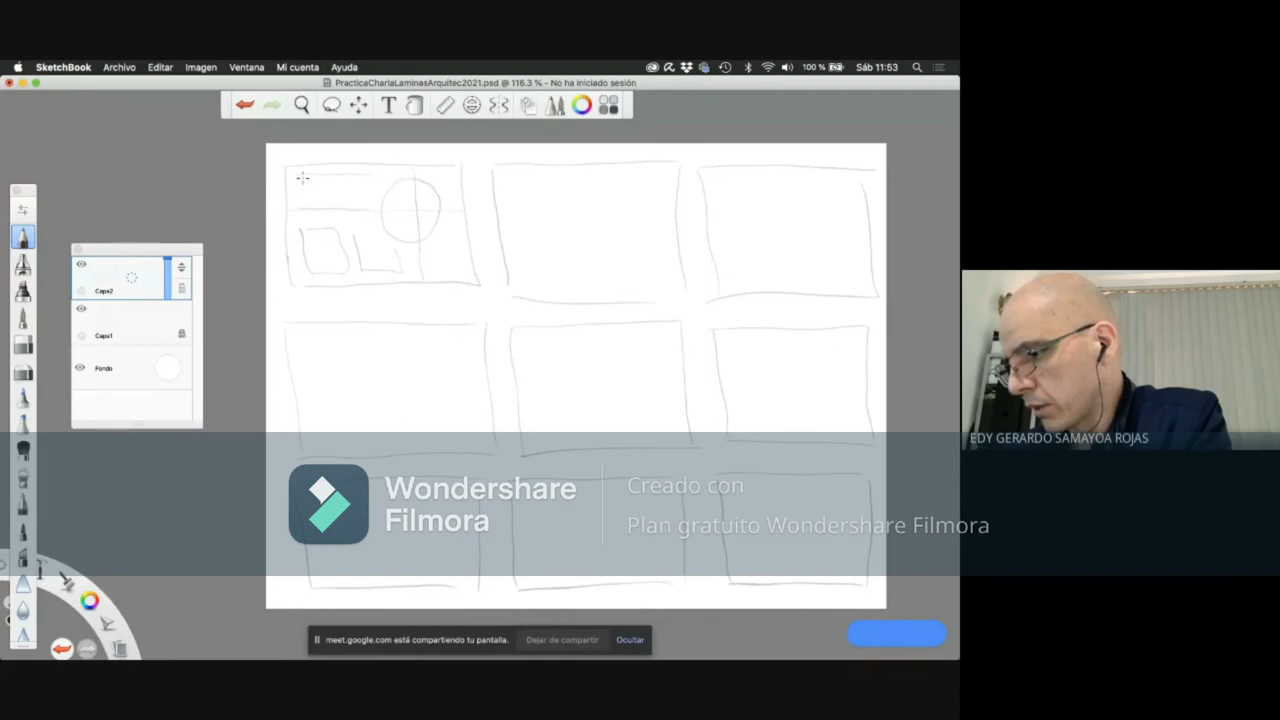 SketchBook Archivo Editar Imagen Ventana Mi cuenta Ayuda 100 % Sáb 11:53
PracticaCharlaLaminasArquitec2021.psd @ 116.3 % - No ha iniciado sesión
T
Capa2
Capa1
Fondo
EDY GERARDO SAMAYOA ROJAS
Wondershare
Filmora
Creado con
Plan gratuito Wondershare Filmora
meet.google.com está compartiendo tu pantalla. Dejar de compartir Ocultar